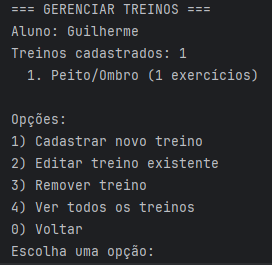 === GERENCIAR TREINOS ===
Aluno: Guilherme
Treinos cadastrados: 1
  1. Peito/Ombro (1 exercícios)

Opções:
1) Cadastrar novo treino
2) Editar treino existente
3) Remover treino
4) Ver todos os treinos
0) Voltar
Escolha uma opção: